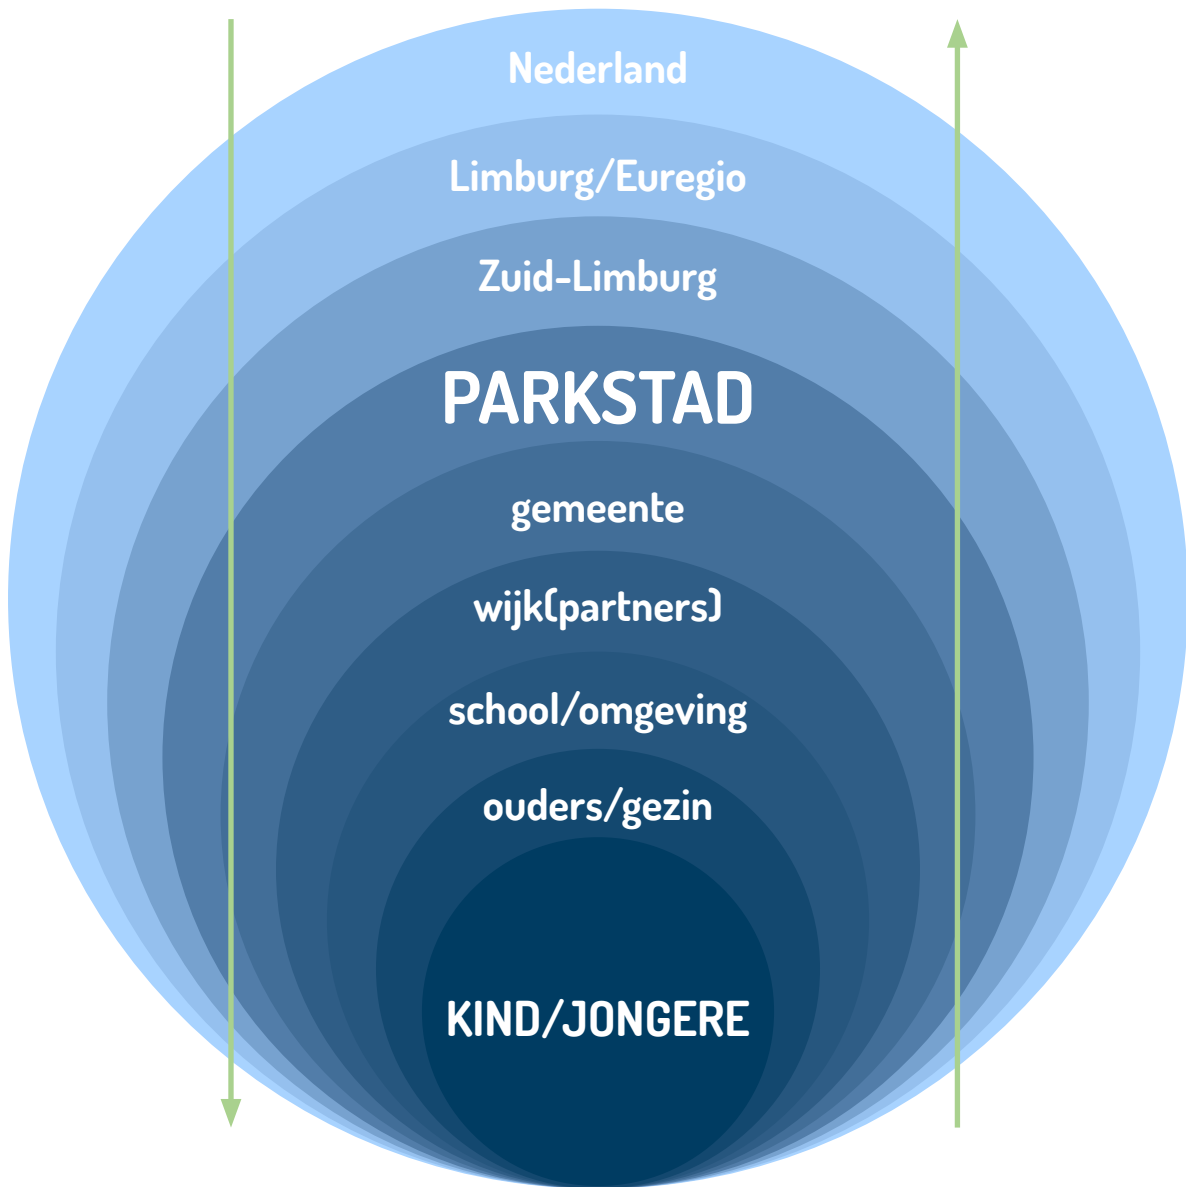 Nederland
Limburg/Euregio
Zuid-Limburg
PARKSTAD
gemeente
wijk(partners)
school/omgeving
ouders/gezin
KIND/JONGERE